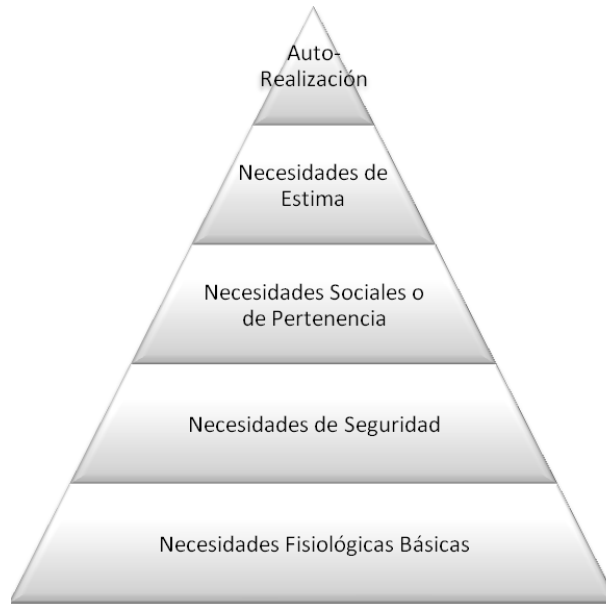 Auto-
Realización
Necesidades de
Estima
Necesidades Sociales o
de Pertenencia
Necesidades de Seguridad
Necesidades Fisiológicas Básicas